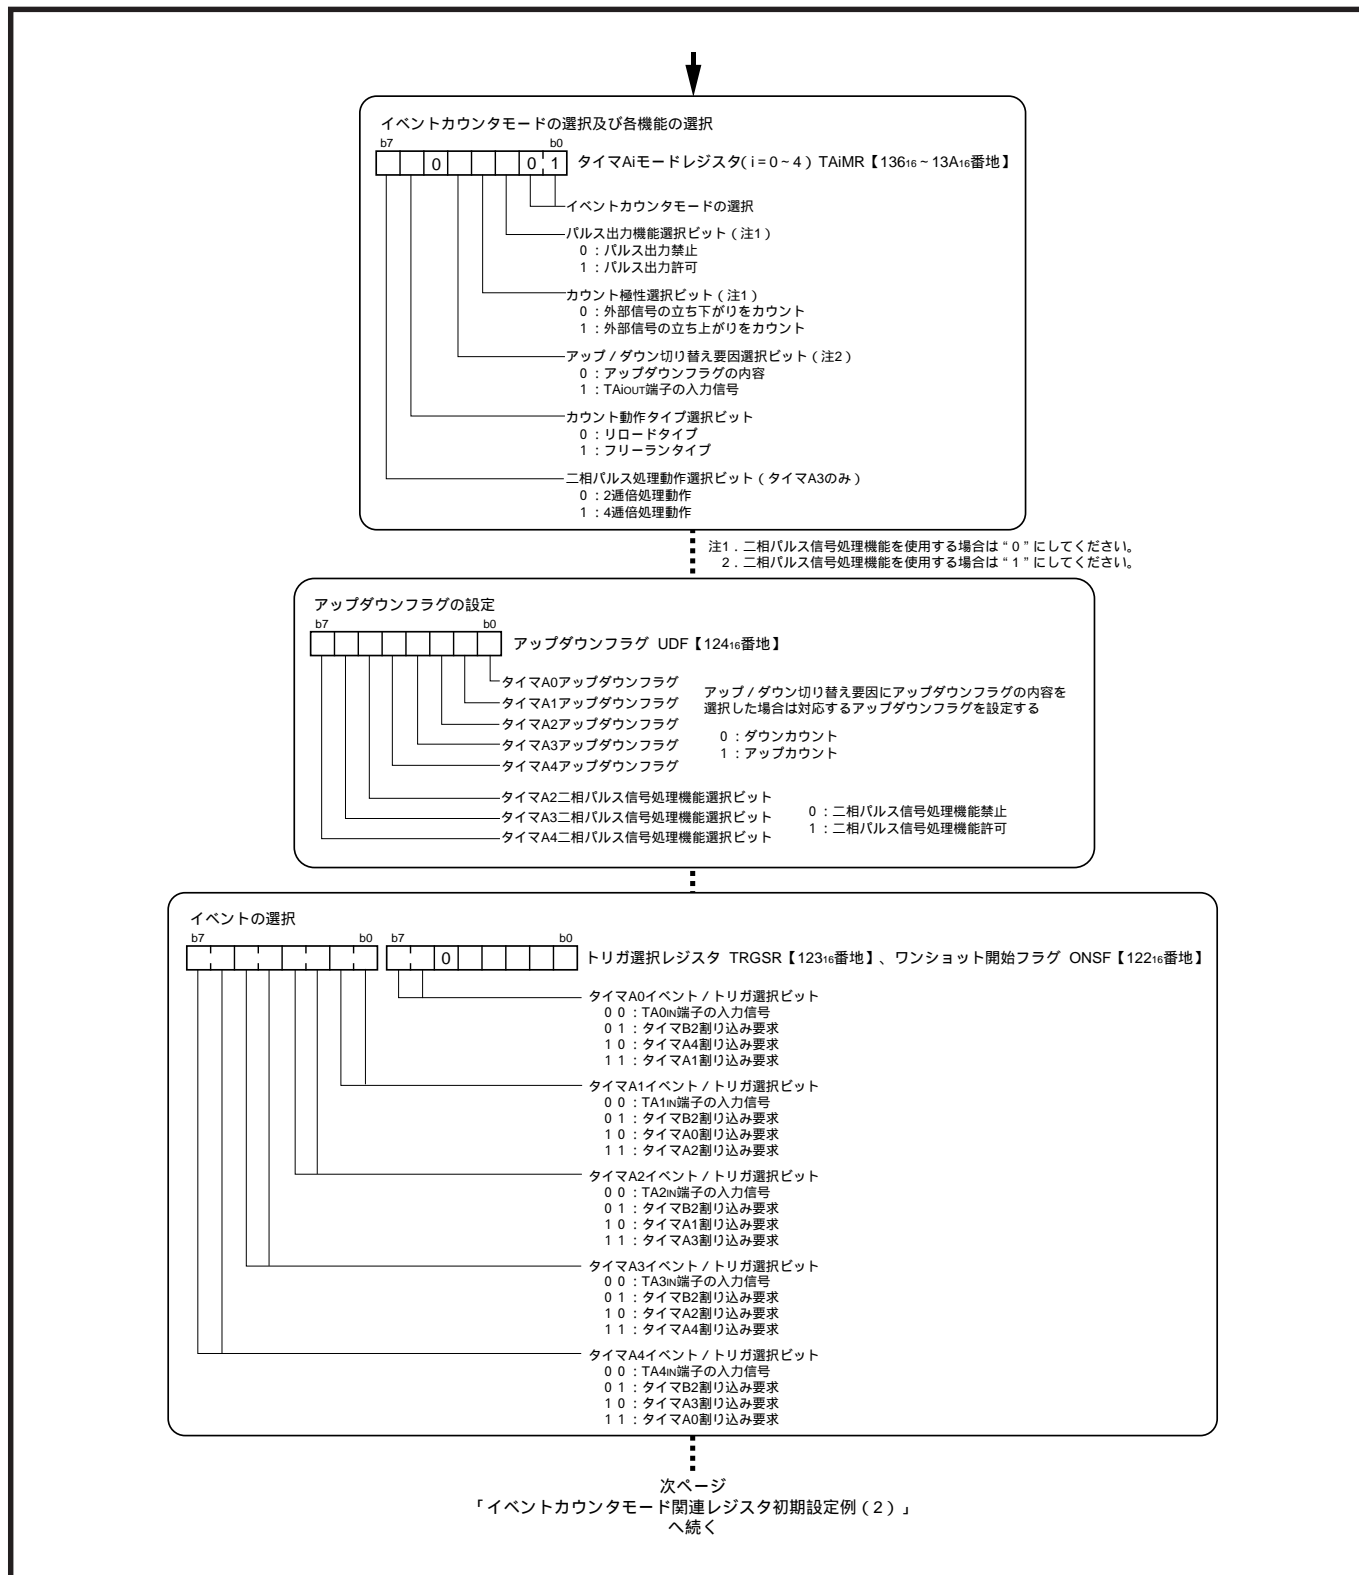 イベントカウンタモードの選択及び各機能の選択
b7 b0
0 0 1 タイマAiモードレジスタ( i = 0 ~ 4 ) TAiMR【13616 ~ 13A16番地】
イベントカウンタモードの選択
パルス出力機能選択ビット(注1)
0 : パルス出力禁止
1 : パルス出力許可
カウント極性選択ビット(注1)
0 : 外部信号の立ち下がりをカウント
1 : 外部信号の立ち上がりをカウント
アップ / ダウン切り替え要因選択ビット(注2)
0 : アップダウンフラグの内容
1 : TAiOUT端子の入力信号
カウント動作タイプ選択ビット
0 : リロードタイプ
1 : フリーランタイプ
二相パルス処理動作選択ビット(タイマA3のみ)
0 : 2逓倍処理動作
1 : 4逓倍処理動作
注1 . 二相パルス信号処理機能を使用する場合は“ 0 ”にしてください。
2 . 二相パルス信号処理機能を使用する場合は“ 1 ”にしてください。
アップダウンフラグの設定
b7 b0
アップダウンフラグ UDF【12416番地】
タイマA0アップダウンフラグ
タイマA1アップダウンフラグ
タイマA2アップダウンフラグ
タイマA3アップダウンフラグ
タイマA4アップダウンフラグ
アップ / ダウン切り替え要因にアップダウンフラグの内容を
選択した場合は対応するアップダウンフラグを設定する
0 : ダウンカウント
1 : アップカウント
タイマA2二相パルス信号処理機能選択ビット
タイマA3二相パルス信号処理機能選択ビット
タイマA4二相パルス信号処理機能選択ビット
0 : 二相パルス信号処理機能禁止
1 : 二相パルス信号処理機能許可
イベントの選択
b7 b0 b7 b0
0 トリガ選択レジスタ TRGSR【12316番地】、ワンショット開始フラグ ONSF【12216番地】
タイマA0イベント / トリガ選択ビット
0 0 : TA0IN端子の入力信号
0 1 : タイマB2割り込み要求
1 0 : タイマA4割り込み要求
1 1 : タイマA1割り込み要求
タイマA1イベント / トリガ選択ビット
0 0 : TA1IN端子の入力信号
0 1 : タイマB2割り込み要求
1 0 : タイマA0割り込み要求
1 1 : タイマA2割り込み要求
タイマA2イベント / トリガ選択ビット
0 0 : TA2IN端子の入力信号
0 1 : タイマB2割り込み要求
1 0 : タイマA1割り込み要求
1 1 : タイマA3割り込み要求
タイマA3イベント / トリガ選択ビット
0 0 : TA3IN端子の入力信号
0 1 : タイマB2割り込み要求
1 0 : タイマA2割り込み要求
1 1 : タイマA4割り込み要求
タイマA4イベント / トリガ選択ビット
0 0 : TA4IN端子の入力信号
0 1 : タイマB2割り込み要求
1 0 : タイマA3割り込み要求
1 1 : タイマA0割り込み要求
次ページ
「イベントカウンタモード関連レジスタ初期設定例(2)」
へ続く